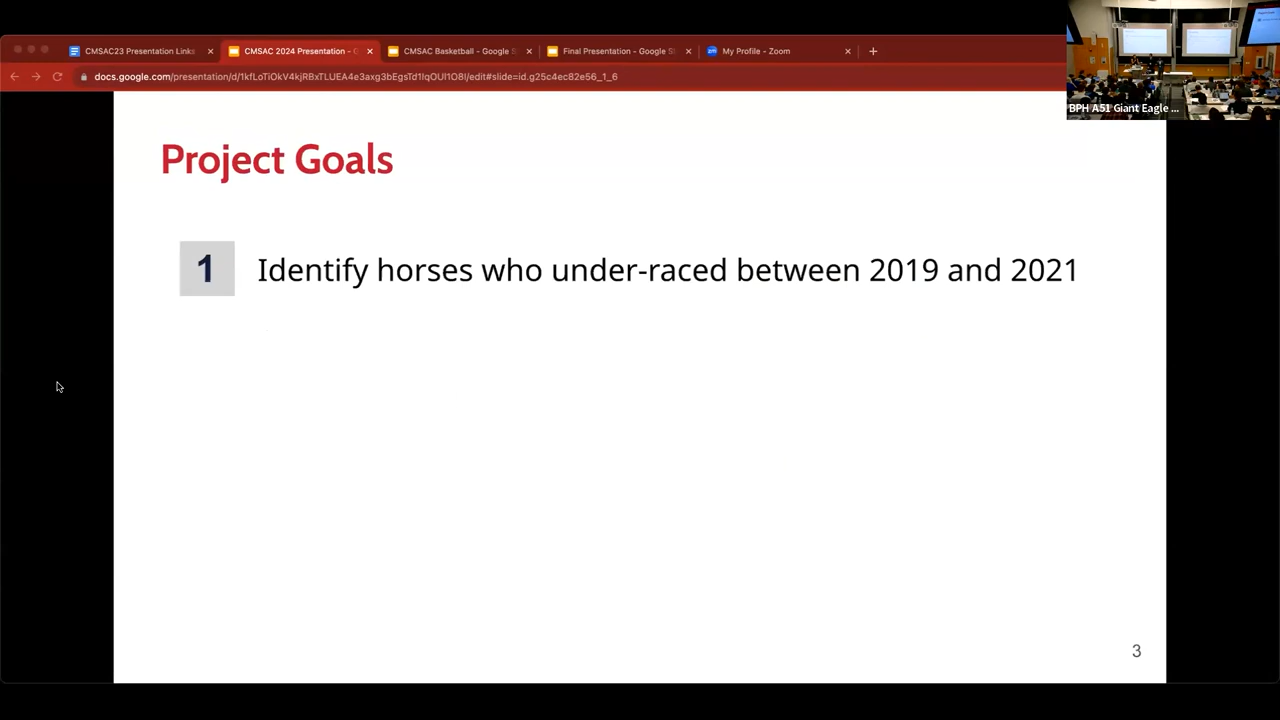 CMSAC23 Presentation Links
CMSAC 2024 Presentation - G
CMSAC Basketball - Google S
Final Presentation - Google Sl
My Profile - Zoom
docs.google.com/presentation/d/1kfLoTiOkV4kjRBxTLUEA4e3axg3bEgsTd1IqOUl1O8I/edit#slide=id.g25c4ec82e56_1_6
BPH A51 Giant Eagle ...
Project Goals
1 Identify horses who under-raced between 2019 and 2021
3